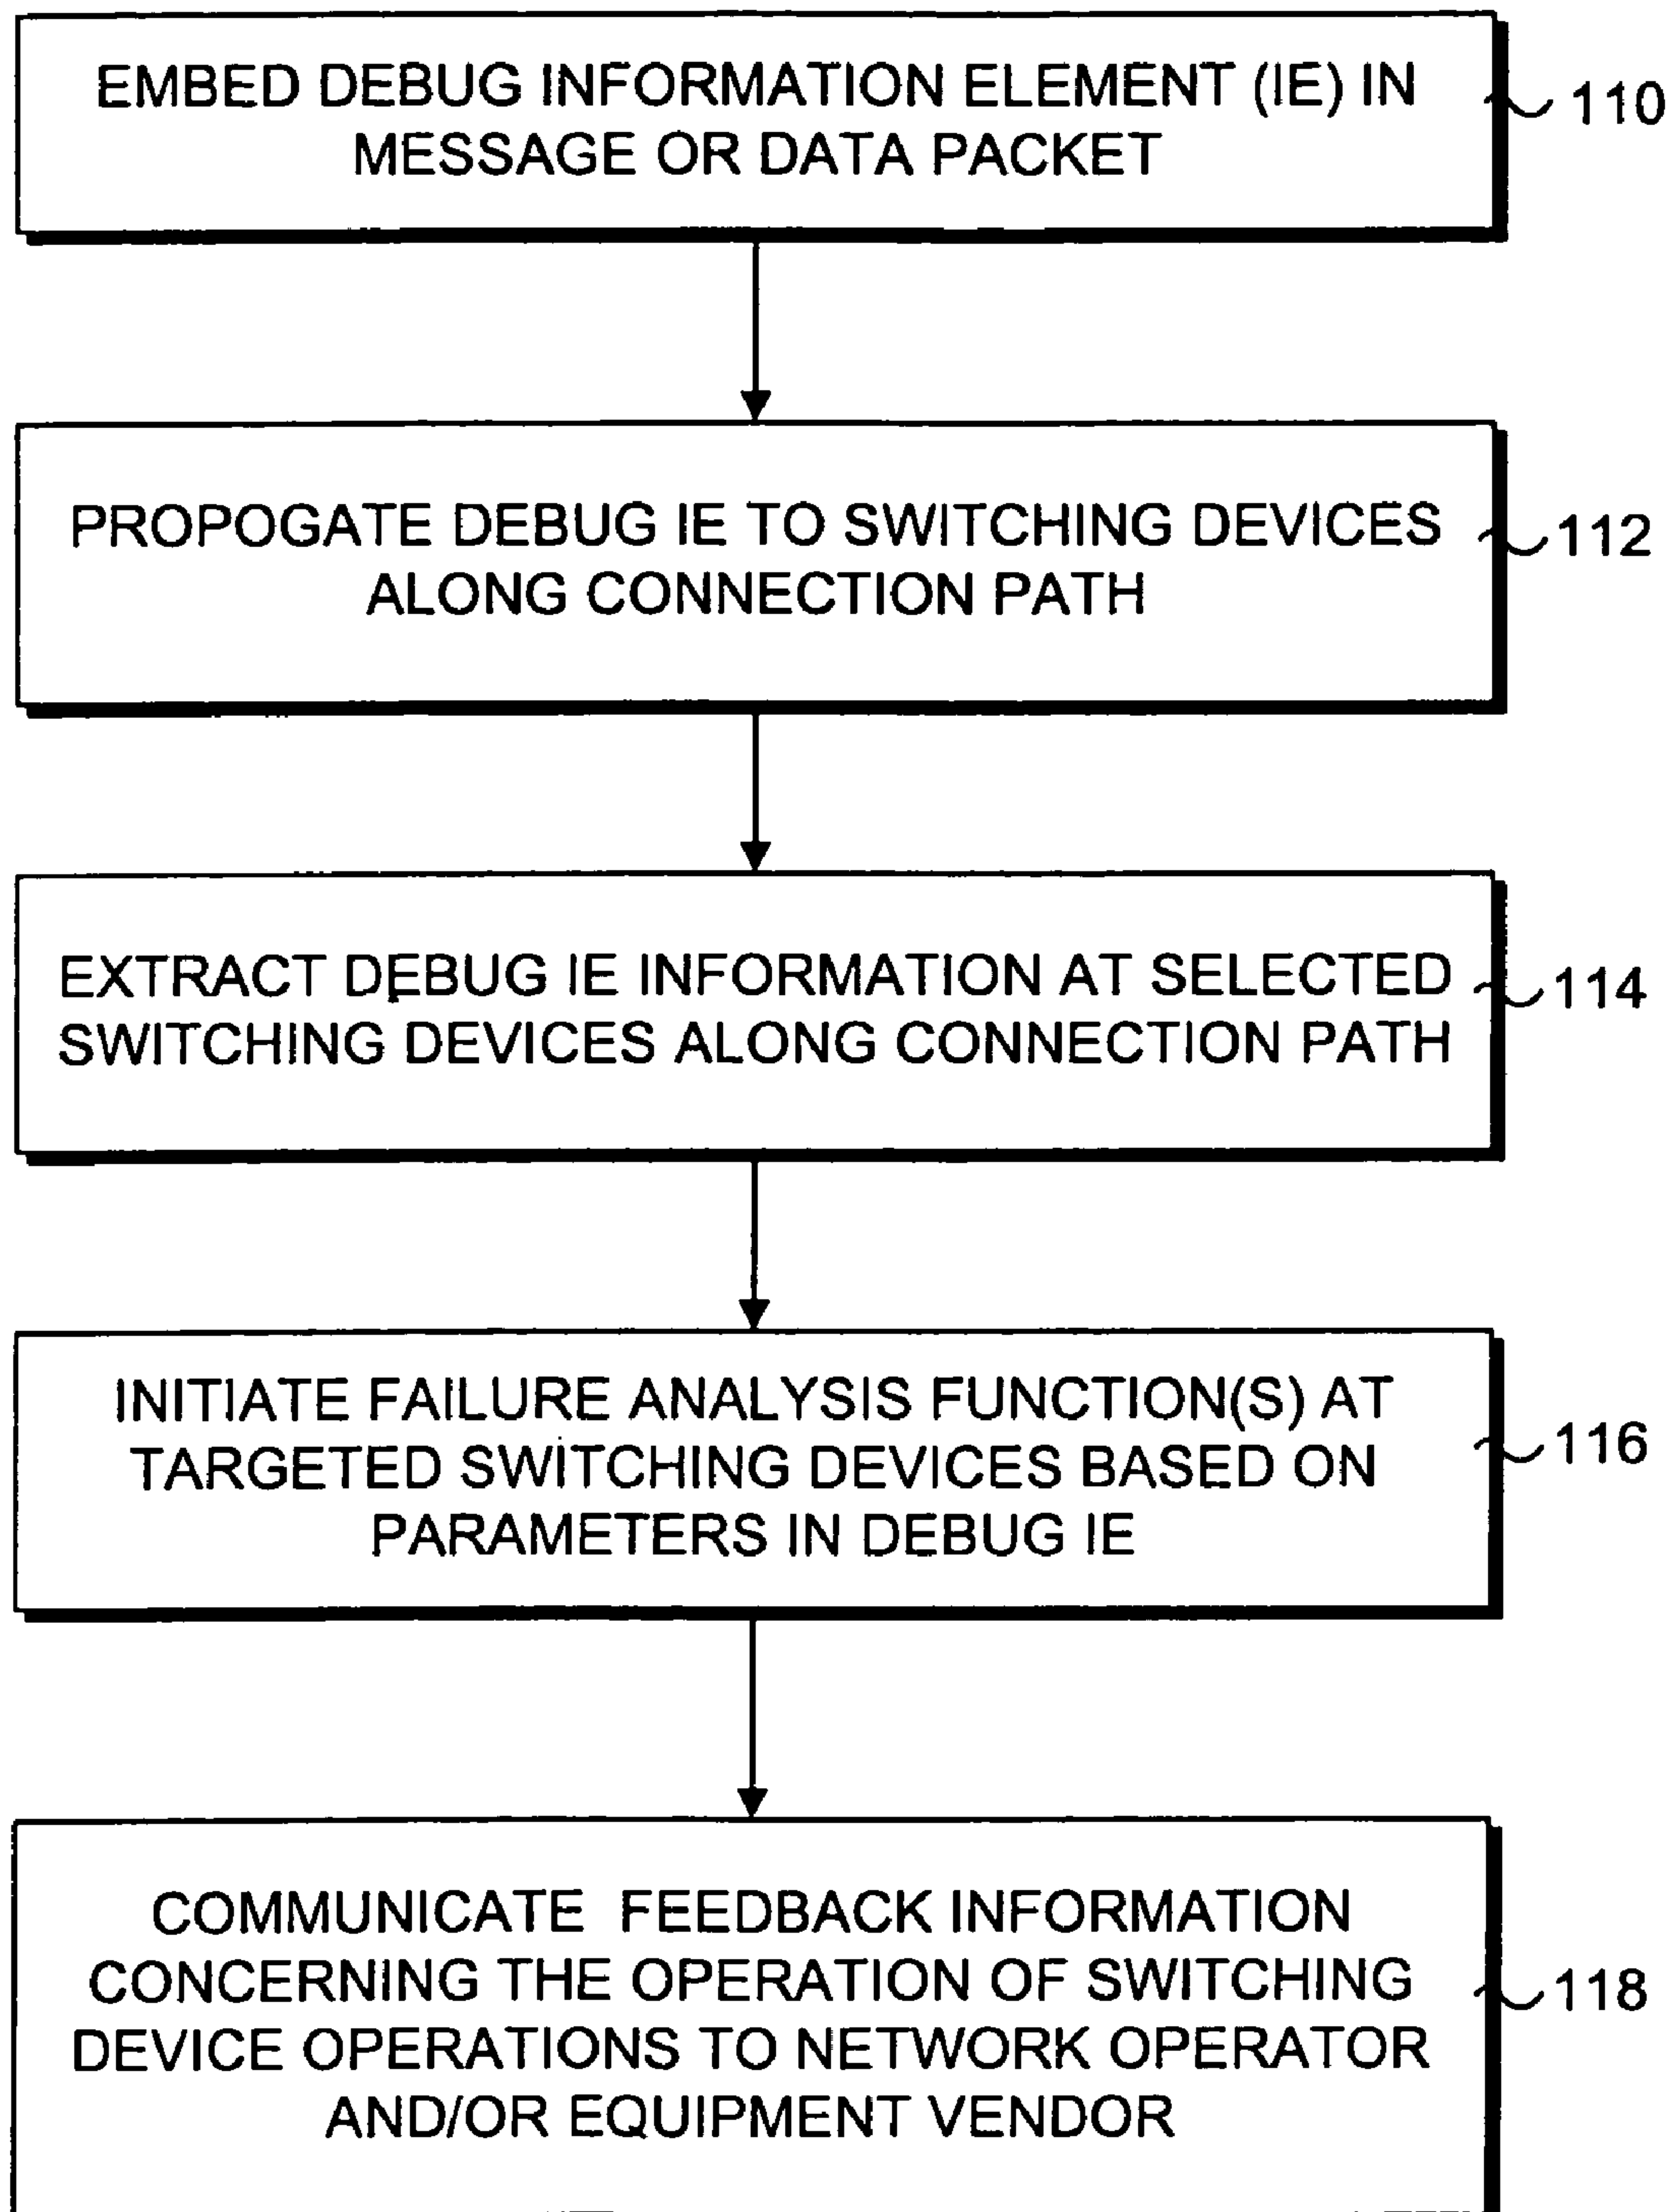 EMBED DEBUG INFORMATION ELEMENT (IE) IN
MESSAGE OR DATA PACKET
110
PROPOGATE DEBUG IE TO SWITCHING DEVICES
ALONG CONNECTION PATH
112
EXTRACT DEBUG IE INFORMATION AT SELECTED
SWITCHING DEVICES ALONG CONNECTION PATH
114
INITIATE FAILURE ANALYSIS FUNCTION(S) AT
TARGETED SWITCHING DEVICES BASED ON
PARAMETERS IN DEBUG IE
116
COMMUNICATE FEEDBACK INFORMATION
CONCERNING THE OPERATION OF SWITCHING
DEVICE OPERATIONS TO NETWORK OPERATOR
AND/OR EQUIPMENT VENDOR
118